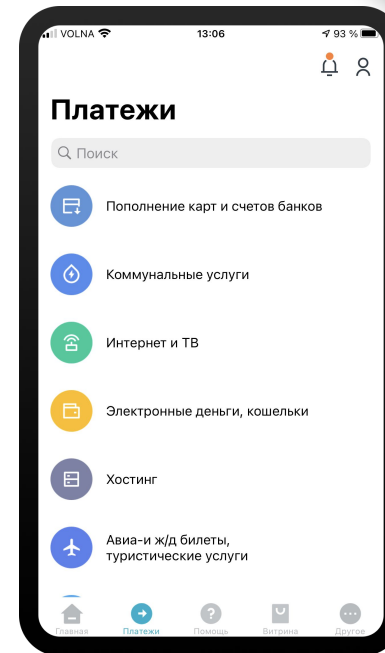 VOLNA 13:06 93 %
Платежи
Поиск
Пополнение карт и счетов банков
Коммунальные услуги
Интернет и ТВ
Электронные деньги, кошельки
Хостинг
Авиа-и ж/д билеты,
туристические услуги
Главная Платежи Помощь Витрина Другое